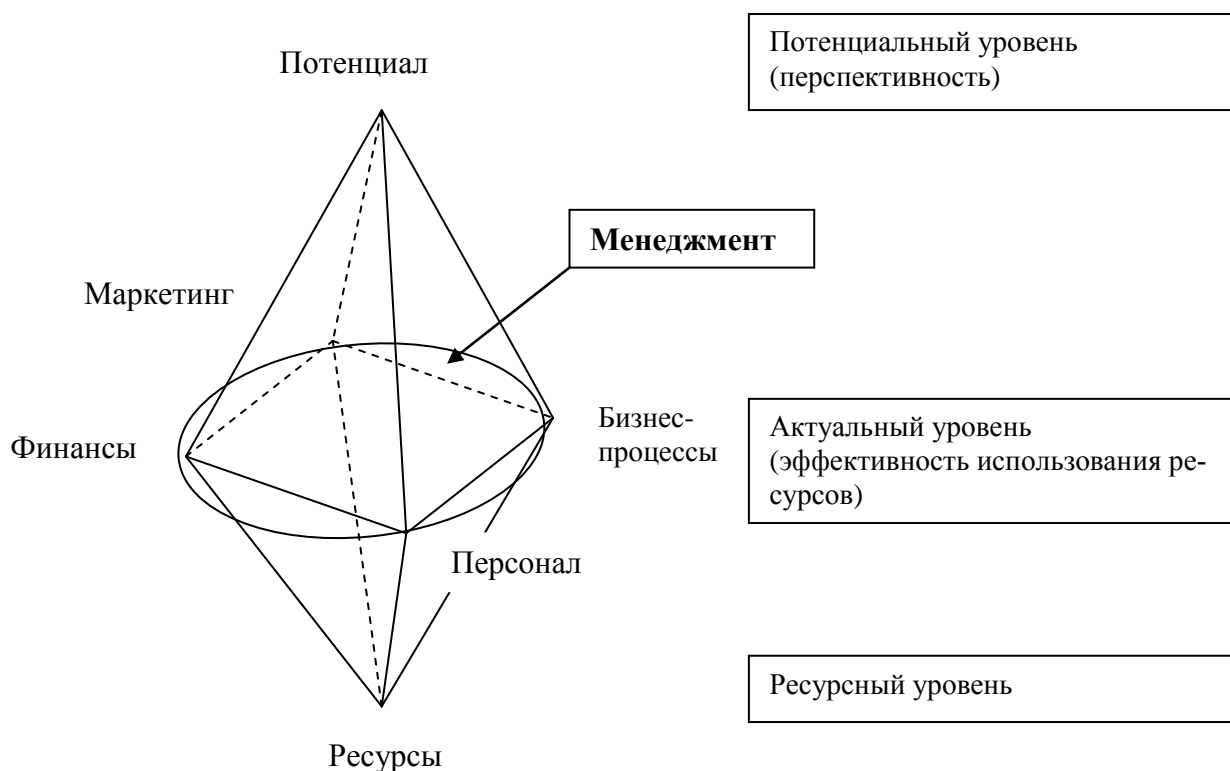 Потенциал
Потенциальный уровень
(перспективность)
Менеджмент
Маркетинг
Финансы
Бизнес-
процессы
Актуальный уровень
(эффективность использования ре-
сурсов)
Персонал
Ресурсный уровень
Ресурсы